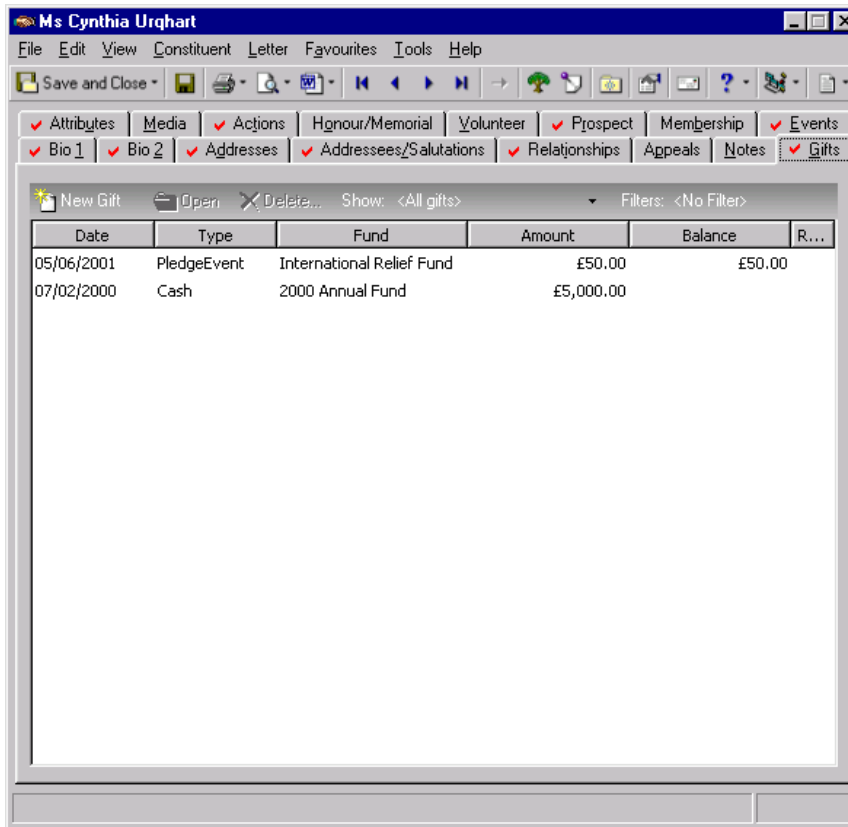 Ms Cynthia Urqhart
File Edit View Constituent Letter Favourites Tools Help
Save and Close
Attributes Media Actions Honour/Memorial Volunteer Prospect Membership Events
Bio 1 Bio 2 Addresses Addressees/Salutations Relationships Appeals Notes Gifts
New Gift Open Delete... Show: <All gifts> Filters: <No Filter>
Date Type Fund Amount Balance R...
05/06/2001 PledgeEvent International Relief Fund £50.00 £50.00
07/02/2000 Cash 2000 Annual Fund £5,000.00